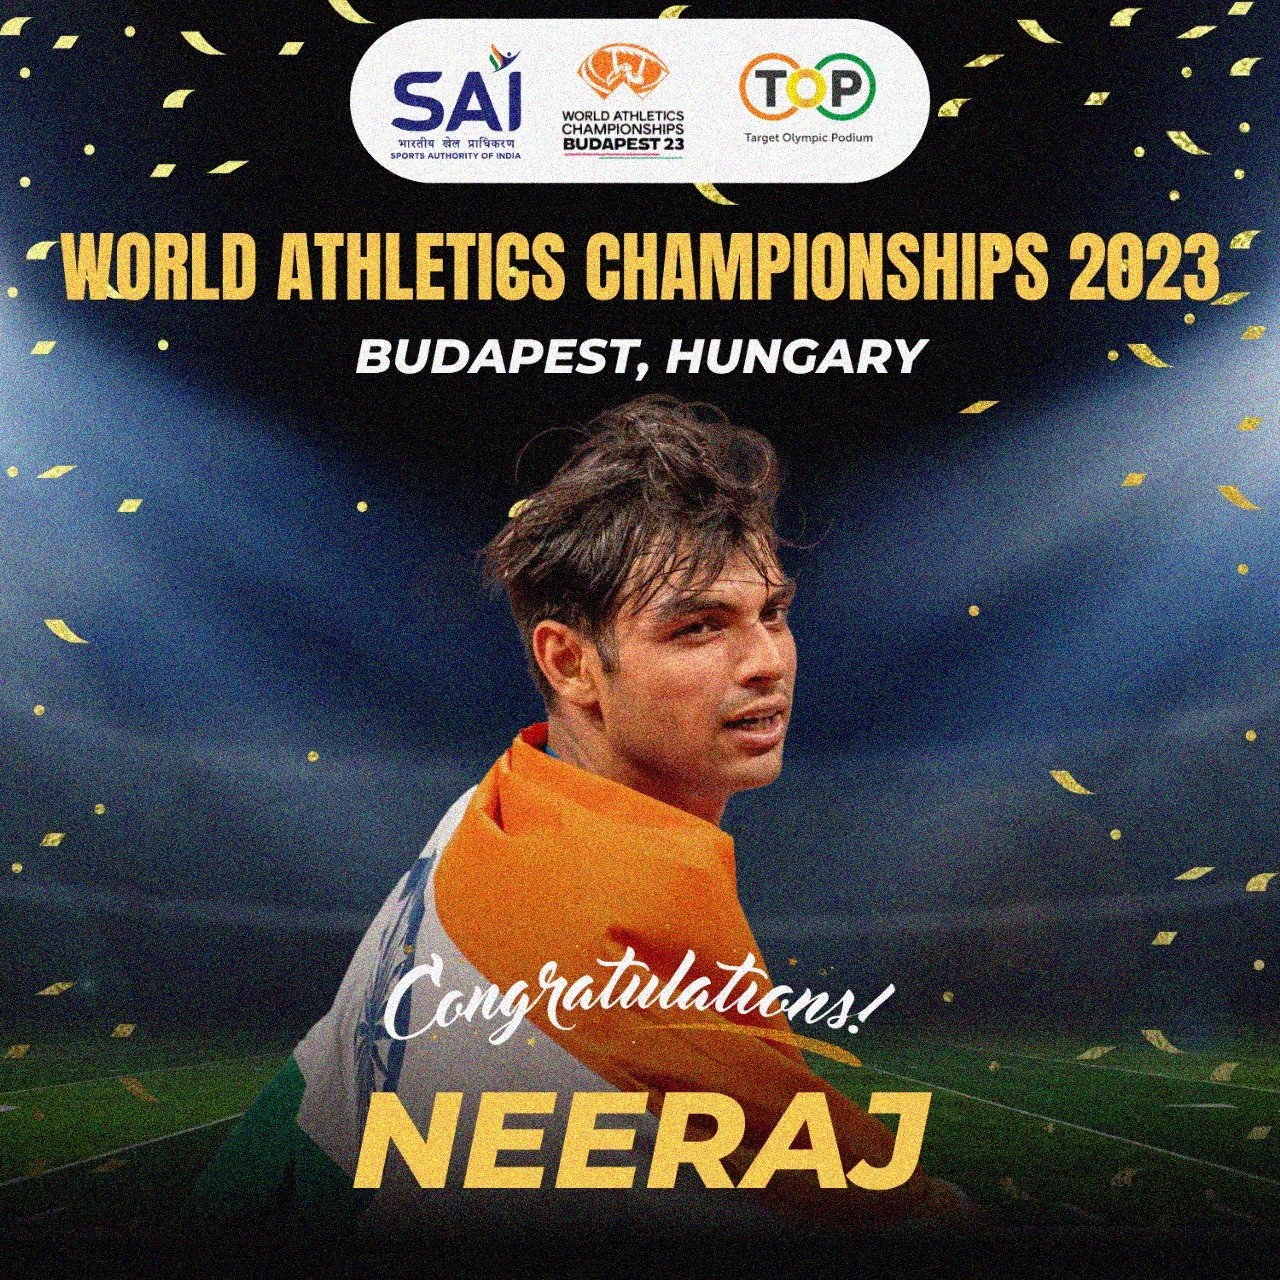 SAI
भारतीय खेल प्राधिकरण
SPORTS AUTHORITY OF INDIA
WORLD ATHLETICS
CHAMPIONSHIPS
BUDAPEST 23
TOP
Target Olympic Podium
WORLD ATHLETICS CHAMPIONSHIPS 2023
BUDAPEST, HUNGARY
Congratulations!
NEERAJ